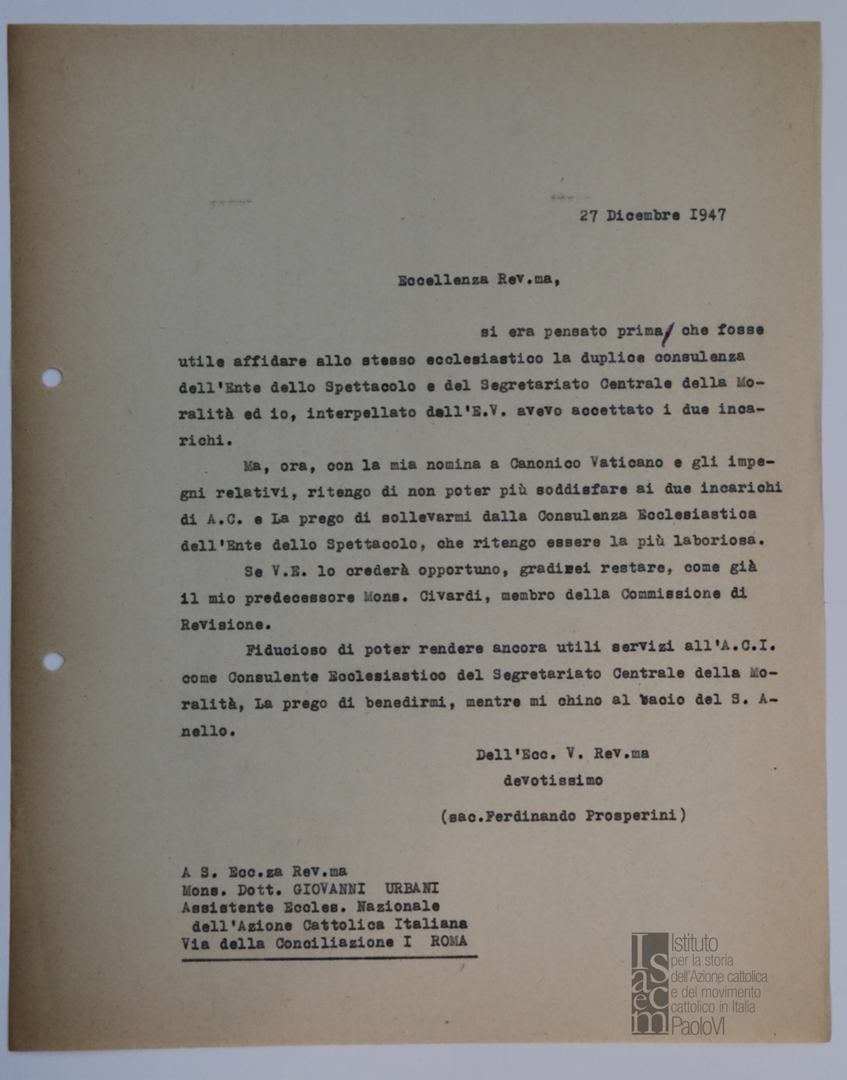 27 Dicembre I947
Eccellenza Rev.ma,
si era pensato prima/ che fosse
utile affidare allo stesso ecclesiastico la duplice consulenza
dell'Ente dello Spettacolo e del Segretariato Centrale della Mo-
ralità ed io, interpellato dall'E.V. avevo accettato i due inca-
richi.
Ma, ora, con la mia nomina a Canonico Vaticano e gli impe-
gni relativi, ritengo di non poter più soddisfare ai due incarichi
di A.C. e La prego di sollevarmi dalla Consulenza Ecclesiastica
dell'Ente dello Spettacolo, che ritengo essere la più laboriosa.
Se V.E. lo crederà opportuno, gradirei restare, come già
il mio predecessore Mons. Civardi, membro della Commissione di
Revisione.
Fiducioso di poter rendere ancora utili servizi all'A.C.I.
come Consulente Ecclesiastico del Segretariato Centrale della Mo-
ralità, La prego di benedirmi, mentre mi chino al bacio del S. A-
nello.
Dell'Ecc. V. Rev.ma
devotissimo
(sac.Ferdinando Prosperini)
A S. Ecc.za Rev.ma
Mons. Dott. GIOVANNI URBANI
Assistente Eccles. Nazionale
dell'Azione Cattolica Italiana
Via della Conciliazione I ROMA
Isacem
Istituto
per la storia
dell'Azione cattolica
e del movimento
cattolico in Italia
PaoloVI